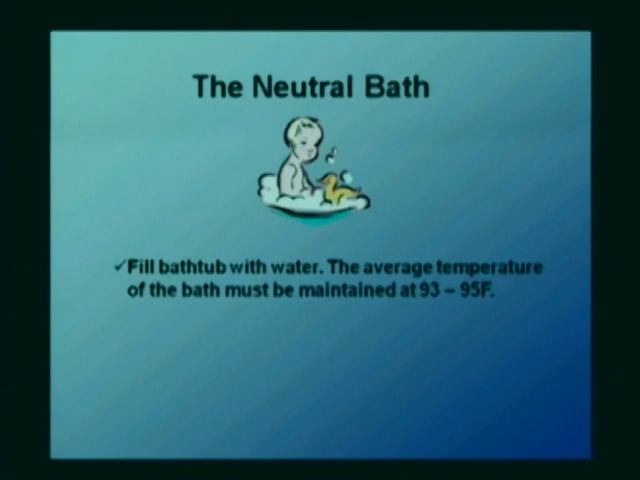 The Neutral Bath
✓Fill bathtub with water. The average temperature
of the bath must be maintained at 93 – 95F.